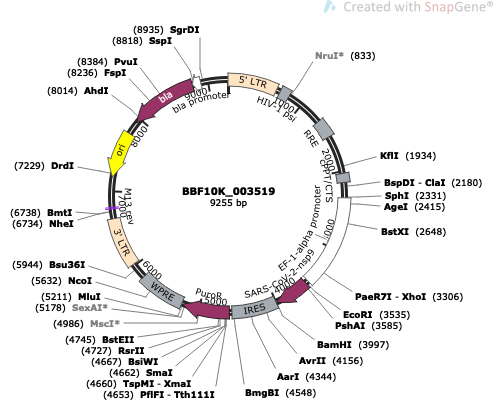 Created with SnapGene®
(8935) SgrDI
(8818) SspI
(8384) PvuI
(8236) FspI
(8014) AhdI
(7229) DrdI
(6738) BmtI
(6734) NheI
(5944) Bsu36I
(5632) NcoI
(5211) MluI
(5178) SexAI*
(4986) MscI*
(4745) BstEII
(4727) RsrII
(4667) BsiWI
(4662) SmaI
(4660) TspMI - XmaI
(4653) PflFI - Tth111I
NruI* (833)
KflI (1934)
BspDI - ClaI (2180)
SphI (2331)
AgeI (2415)
BstXI (2648)
PaeR7I - XhoI (3306)
EcoRI (3535)
PshAI (3585)
BamHI (3997)
AvrII (4156)
AarI (4344)
BmgBI (4548)
BBF10K_003519
9255 bp
5' LTR
HIV-1 psi
RRE
cPPT/CTS
EF-1-alpha promoter
SARS-CoV-2-nsp9
IRES
PuroR
WPRE
3' LTR
M13 rev
ori
bla
bla promoter
2000
4000
5000
6000
7000
8000
9000